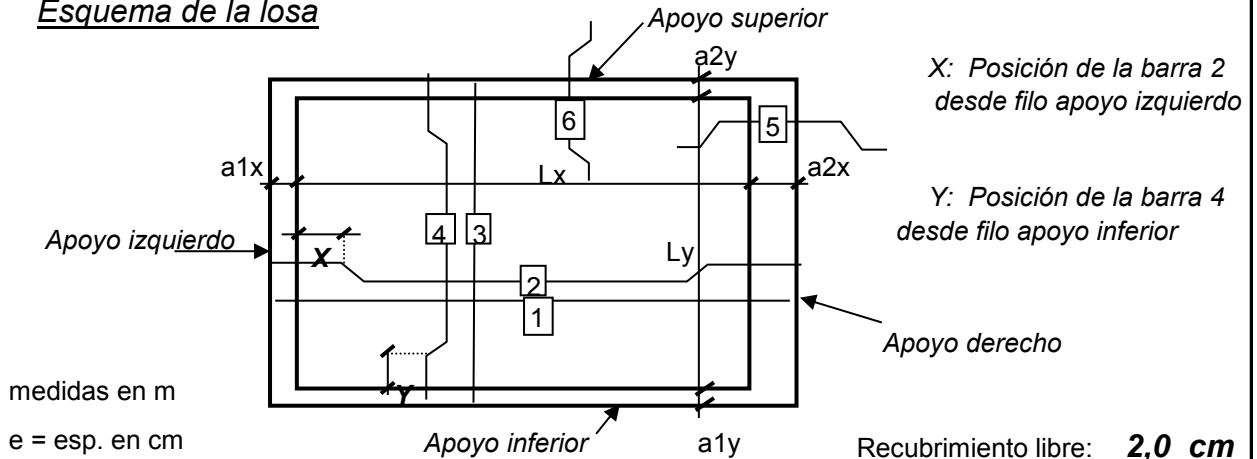 Esquema de la losa
Apoyo superior
a2y
X: Posición de la barra 2
desde filo apoyo izquierdo
6
5
a1x
Lx
a2x
Y: Posición de la barra 4
desde filo apoyo inferior
4
3
Apoyo izquierdo
X
Ly
2
1
Apoyo derecho
Y
medidas en m
e = esp. en cm
Apoyo inferior
a1y
Recubrimiento libre: 2,0 cm